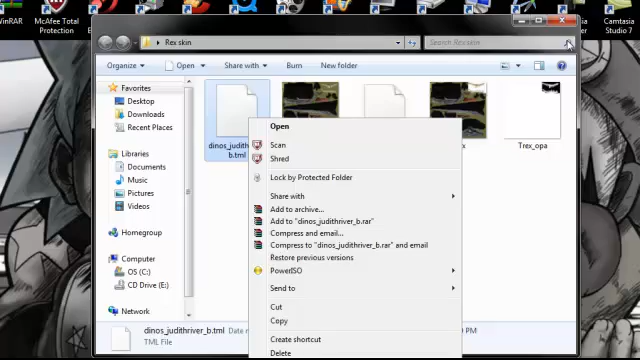 WinRAR
McAfee Total
Protection
Camtasia
Studio 7
Rex skin
Search Rex skin
Organize
Open
Share with
Burn
New folder
Favorites
Desktop
Downloads
Recent Places
Libraries
Documents
Music
Pictures
Videos
Homegroup
Computer
OS (C:)
CD Drive (E:)
Network
dinos_judithr
b.tml
Trex_opa
Open
Scan
Shred
Lock by Protected Folder
Share with
Add to archive...
Add to "dinos_judithriver_b.rar"
Compress and email...
Compress to "dinos_judithriver_b.rar" and email
Restore previous versions
PowerISO
Send to
Cut
Copy
Create shortcut
Delete
dinos_judithriver_b.tml
TML File
PM